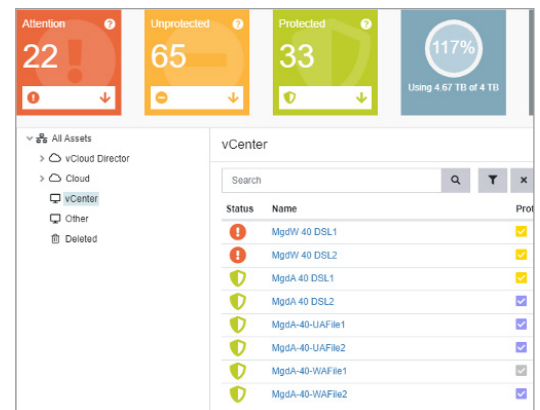 Attention
22
Unprotected
65
Protected
33
117%
Using 4.67 TB of 4 TB
All Assets
vCloud Director
Cloud
vCenter
Other
Deleted
vCenter
Search
Status Name Prot
MgdW 40 DSL1
MgdW 40 DSL2
MgdA 40 DSL1
MgdA 40 DSL2
MgdA-40-UAFile1
MgdA-40-UAFile2
MgdA-40-WAFile1
MgdA-40-WAFile2